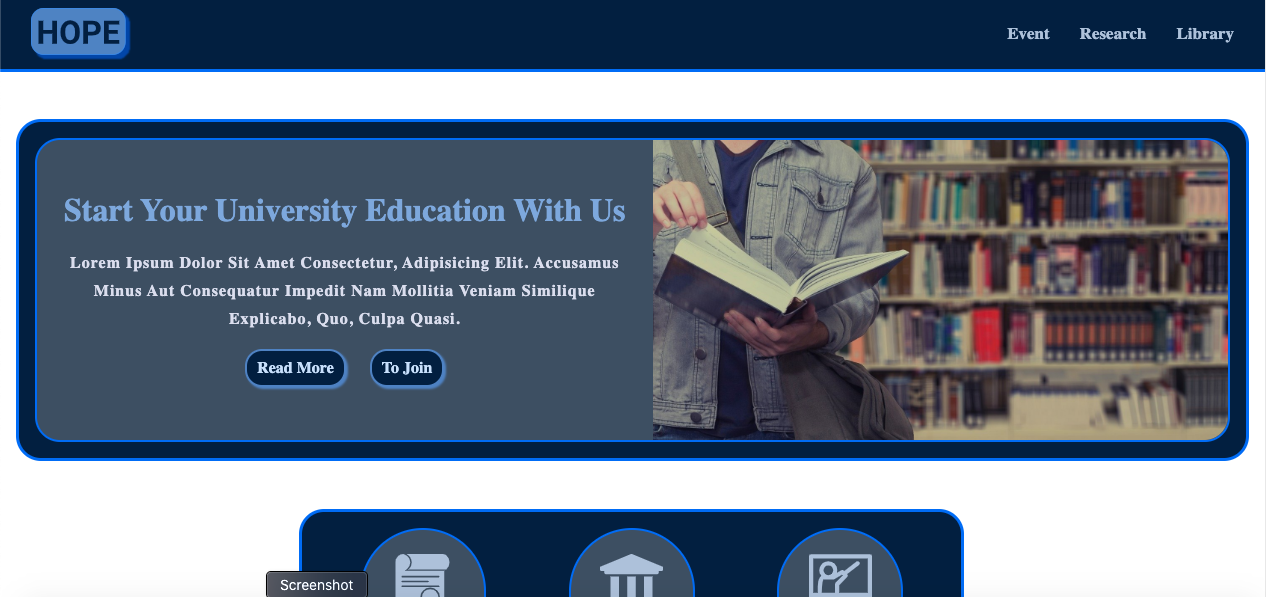 HOPE
Event
Research
Library
Start Your University Education With Us
Lorem Ipsum Dolor Sit Amet Consectetur, Adipisicing Elit. Accusamus
Minus Aut Consequatur Impedit Nam Mollitia Veniam Similique
Explicabo, Quo, Culpa Quasi.
Read More
To Join
Screenshot